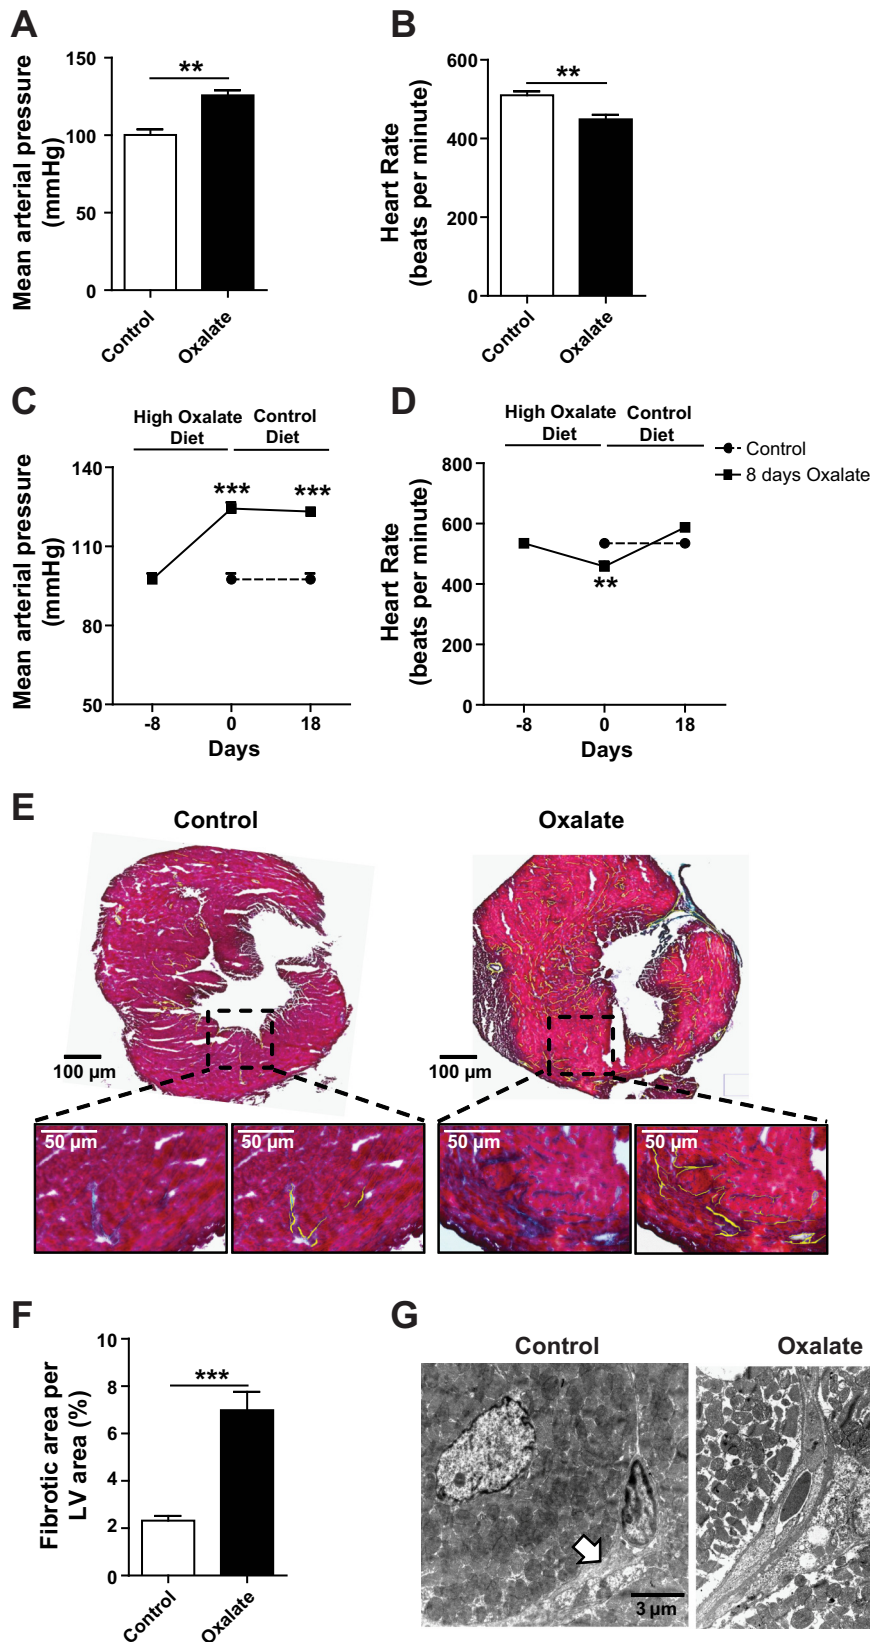 A
Mean arterial pressure
(mmHg)
150
100
50
0
**
Control
Oxalate
B
Heart Rate
(beats per minute)
600
400
200
0
**
Control
Oxalate
C
High Oxalate
Diet
Control
Diet
Mean arterial pressure
(mmHg)
140
110
80
50
***
***
-8
0
18
Days
D
High Oxalate
Diet
Control
Diet
Heart Rate
(beats per minute)
800
600
400
200
0
**
-8
0
18
Days
Control
8 days Oxalate
E
Control
Oxalate
100 µm
100 µm
50 µm
50 µm
50 µm
50 µm
F
Fibrotic area per
LV area (%)
10
8
6
4
2
0
***
Control
Oxalate
G
Control
Oxalate
3 µm